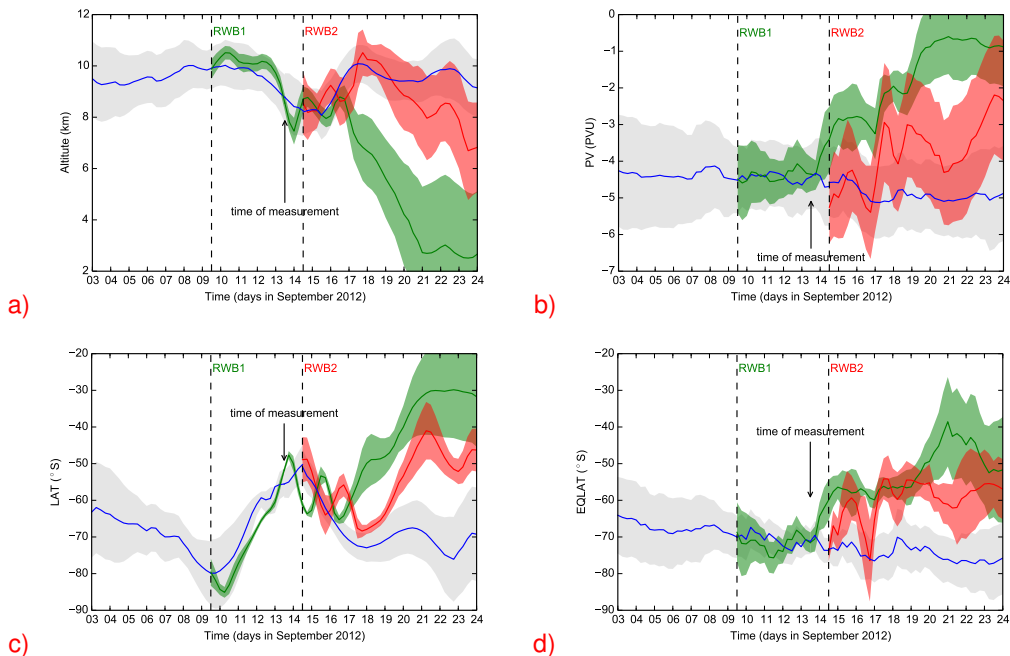 RWB1 RWB2
12
10
8
6
4
2
Altitute (km)
time of measurement
03 04 05 06 07 08 09 10 11 12 13 14 15 16 17 18 19 20 21 22 23 24
Time (days in September 2012)
a)
RWB1 RWB2
0
−1
−2
−3
−4
−5
−6
−7
PV (PVU)
time of measurement
03 04 05 06 07 08 09 10 11 12 13 14 15 16 17 18 19 20 21 22 23 24
Time (days in September 2012)
b)
RWB1 RWB2
−20
−30
−40
−50
−60
−70
−80
−90
LAT (°S)
time of measurement
03 04 05 06 07 08 09 10 11 12 13 14 15 16 17 18 19 20 21 22 23 24
Time (days in September 2012)
c)
RWB1 RWB2
−20
−30
−40
−50
−60
−70
−80
−90
EQLAT (°S)
time of measurement
03 04 05 06 07 08 09 10 11 12 13 14 15 16 17 18 19 20 21 22 23 24
Time (days in September 2012)
d)